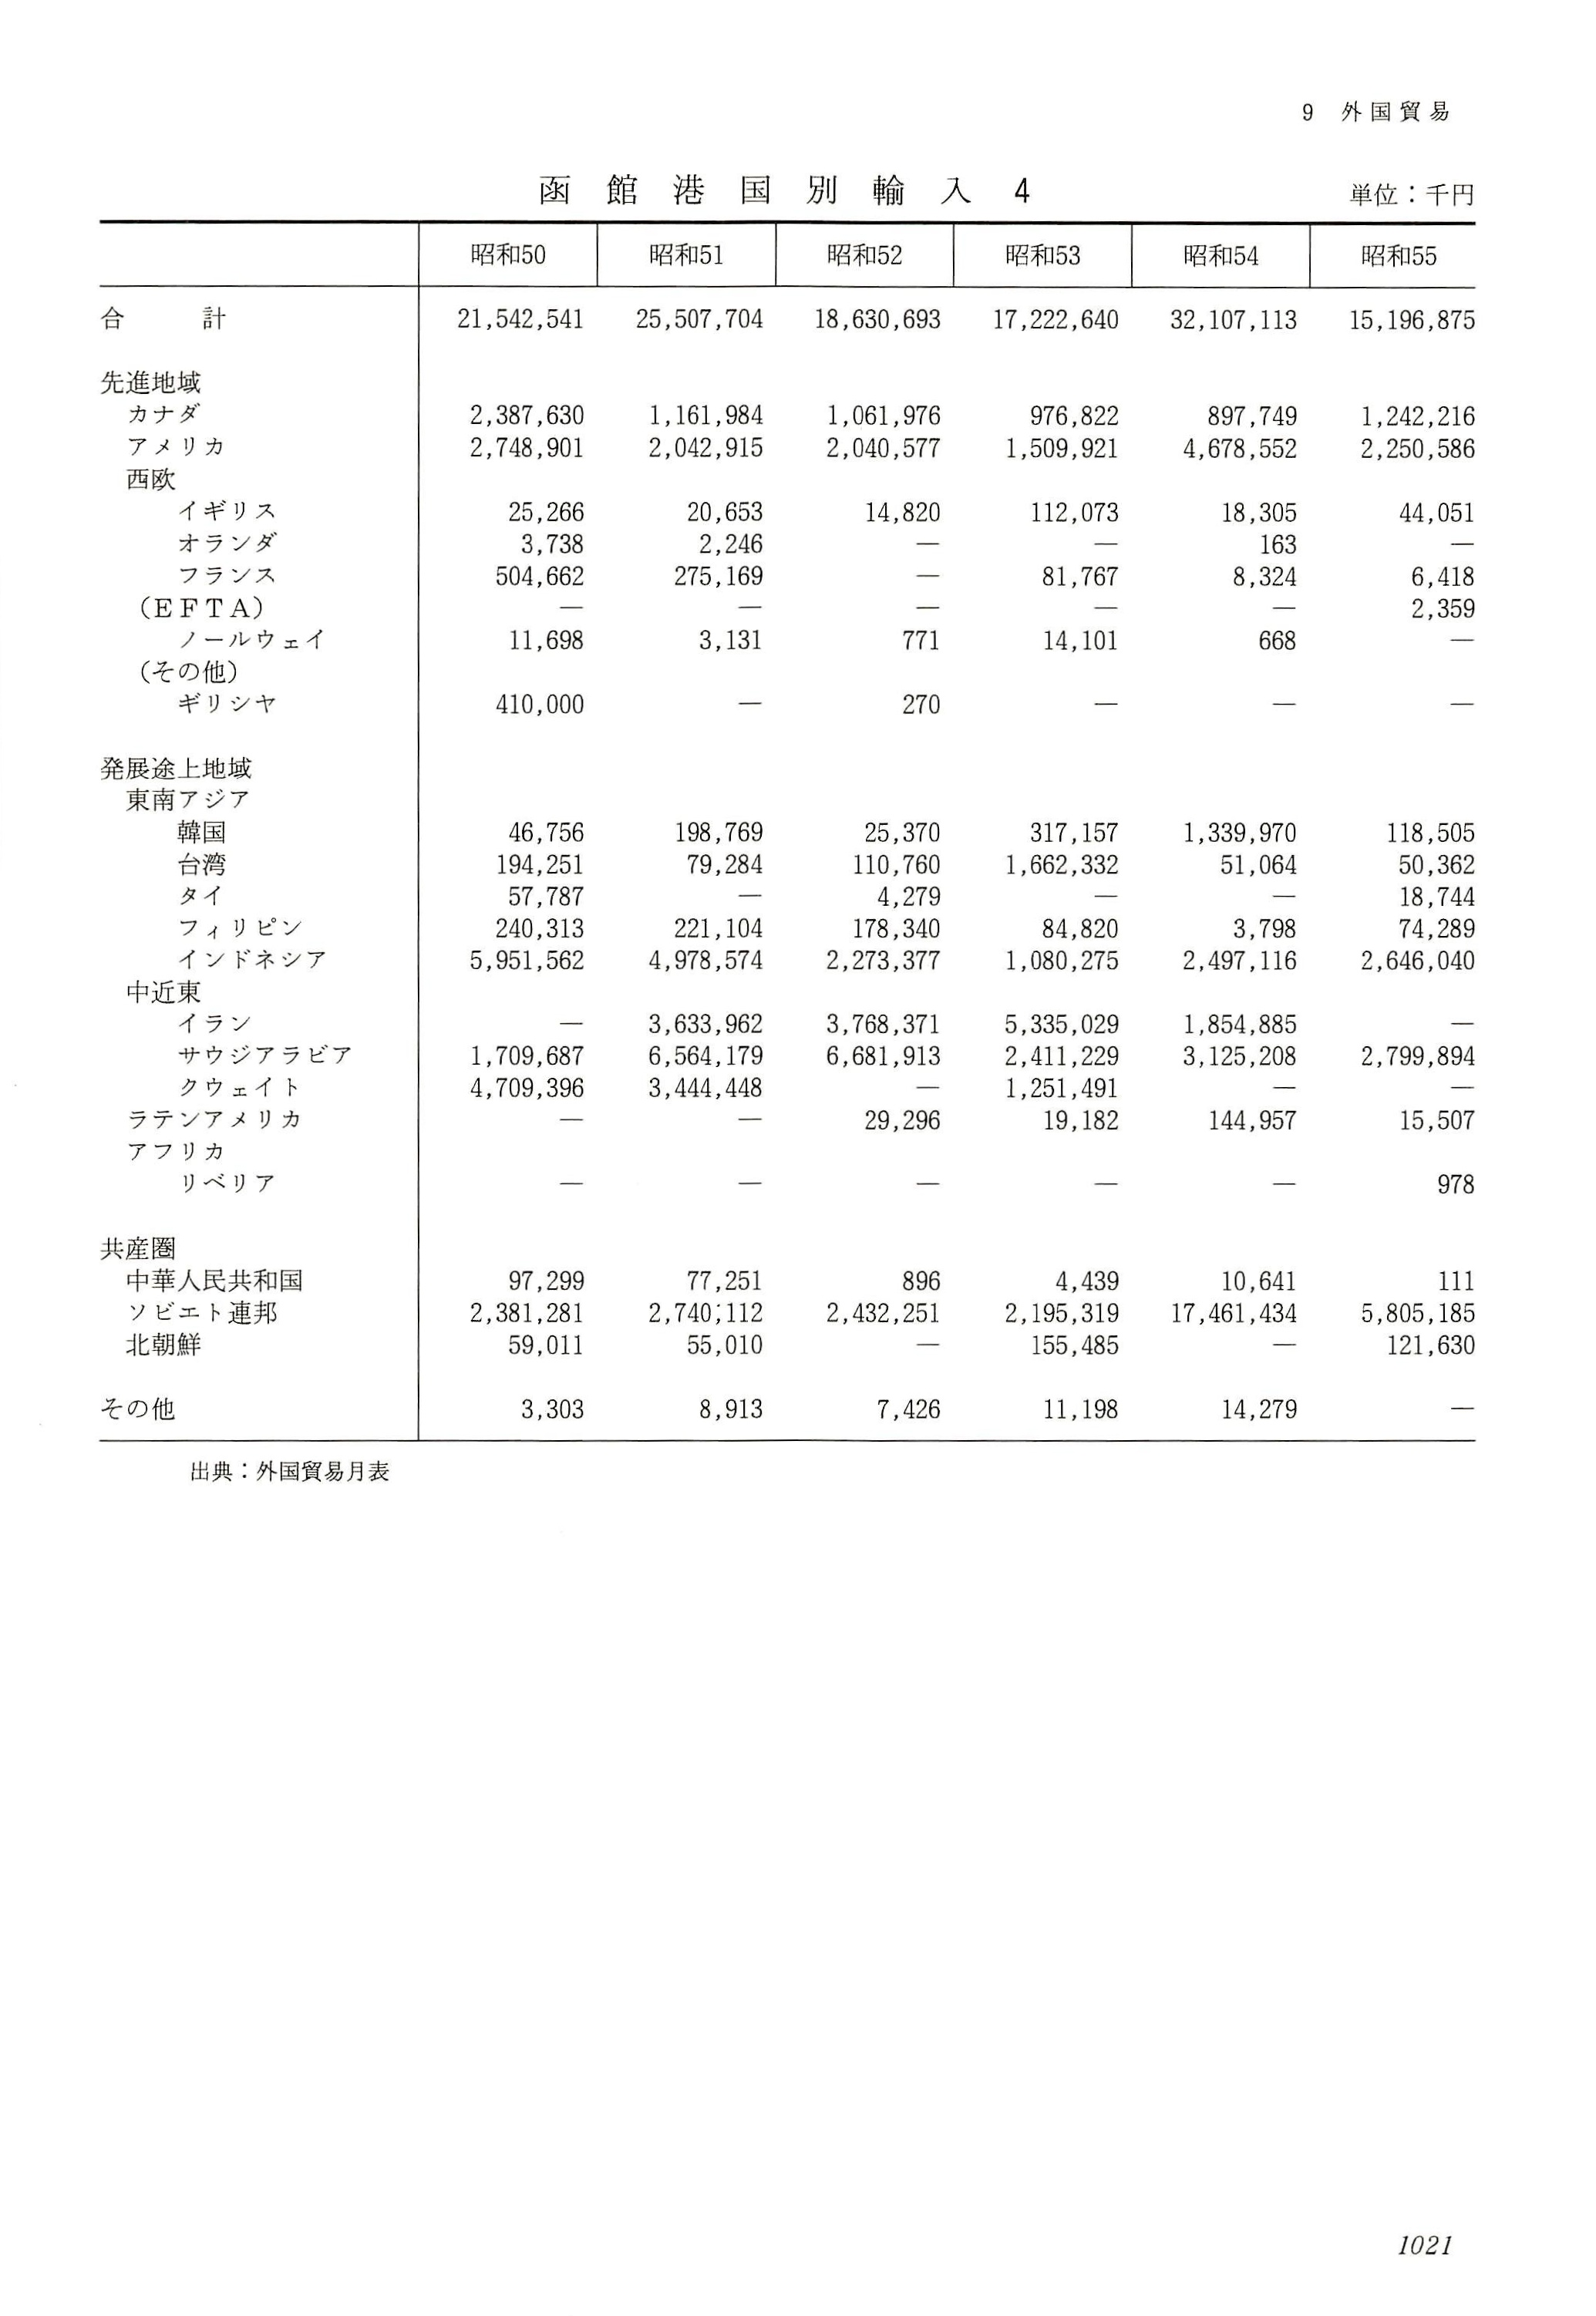 9 外国貿易
函館港国別輸入 4 単位：千円
昭和50 昭和51 昭和52 昭和53 昭和54 昭和55
合計 21,542,541 25,507,704 18,630,693 17,222,640 32,107,113 15,196,875
先進地域
カナダ 2,387,630 1,161,984 1,061,976 976,822 897,749 1,242,216
アメリカ 2,748,901 2,042,915 2,040,577 1,509,921 4,678,552 2,250,586
西欧
イギリス 25,266 20,653 14,820 112,073 18,305 44,051
オランダ 3,738 2,246 — — 163 —
フランス 504,662 275,169 — 81,767 8,324 6,418
（EFTA） — — — — — 2,359
ノールウェイ 11,698 3,131 771 14,101 668 —
（その他）
ギリシヤ 410,000 — 270 — — —
発展途上地域
東南アジア
韓国 46,756 198,769 25,370 317,157 1,339,970 118,505
台湾 194,251 79,284 110,760 1,662,332 51,064 50,362
タイ 57,787 — 4,279 — — 18,744
フィリピン 240,313 221,104 178,340 84,820 3,798 74,289
インドネシア 5,951,562 4,978,574 2,273,377 1,080,275 2,497,116 2,646,040
中近東
イラン — 3,633,962 3,768,371 5,335,029 1,854,885 —
サウジアラビア 1,709,687 6,564,179 6,681,913 2,411,229 3,125,208 2,799,894
クウェイト 4,709,396 3,444,448 — 1,251,491 — —
ラテンアメリカ — — 29,296 19,182 144,957 15,507
アフリカ
リベリア — — — — — 978
共産圏
中華人民共和国 97,299 77,251 896 4,439 10,641 111
ソビエト連邦 2,381,281 2,740;112 2,432,251 2,195,319 17,461,434 5,805,185
北朝鮮 59,011 55,010 — 155,485 — 121,630
その他 3,303 8,913 7,426 11,198 14,279 —
出典：外国貿易月表
1021